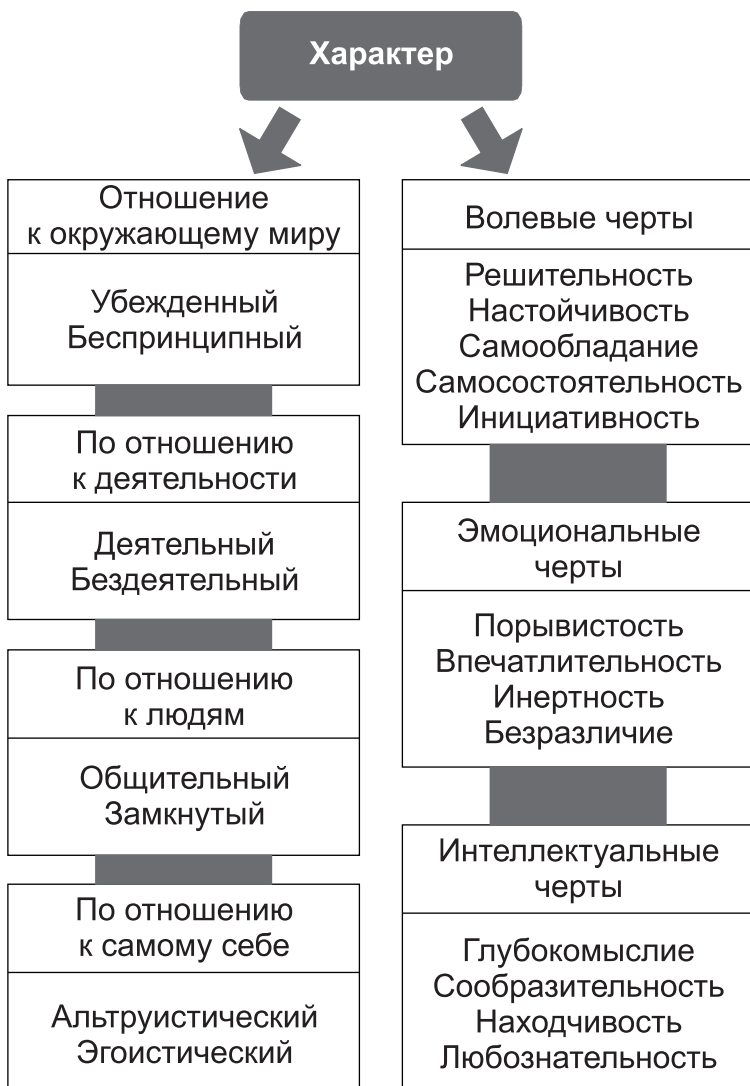 Характер
Отношение
к окружающему миру
Убежденный
Беспринципный
По отношению
к деятельности
Деятельный
Бездеятельный
По отношению
к людям
Общительный
Замкнутый
По отношению
к самому себе
Альтруистический
Эгоистический
Волевые черты
Решительность
Настойчивость
Самообладание
Самосостоятельность
Инициативность
Эмоциональные
черты
Порывистость
Впечатлительность
Инертность
Безразличие
Интеллектуальные
черты
Глубокомыслие
Сообразительность
Находчивость
Любознательность